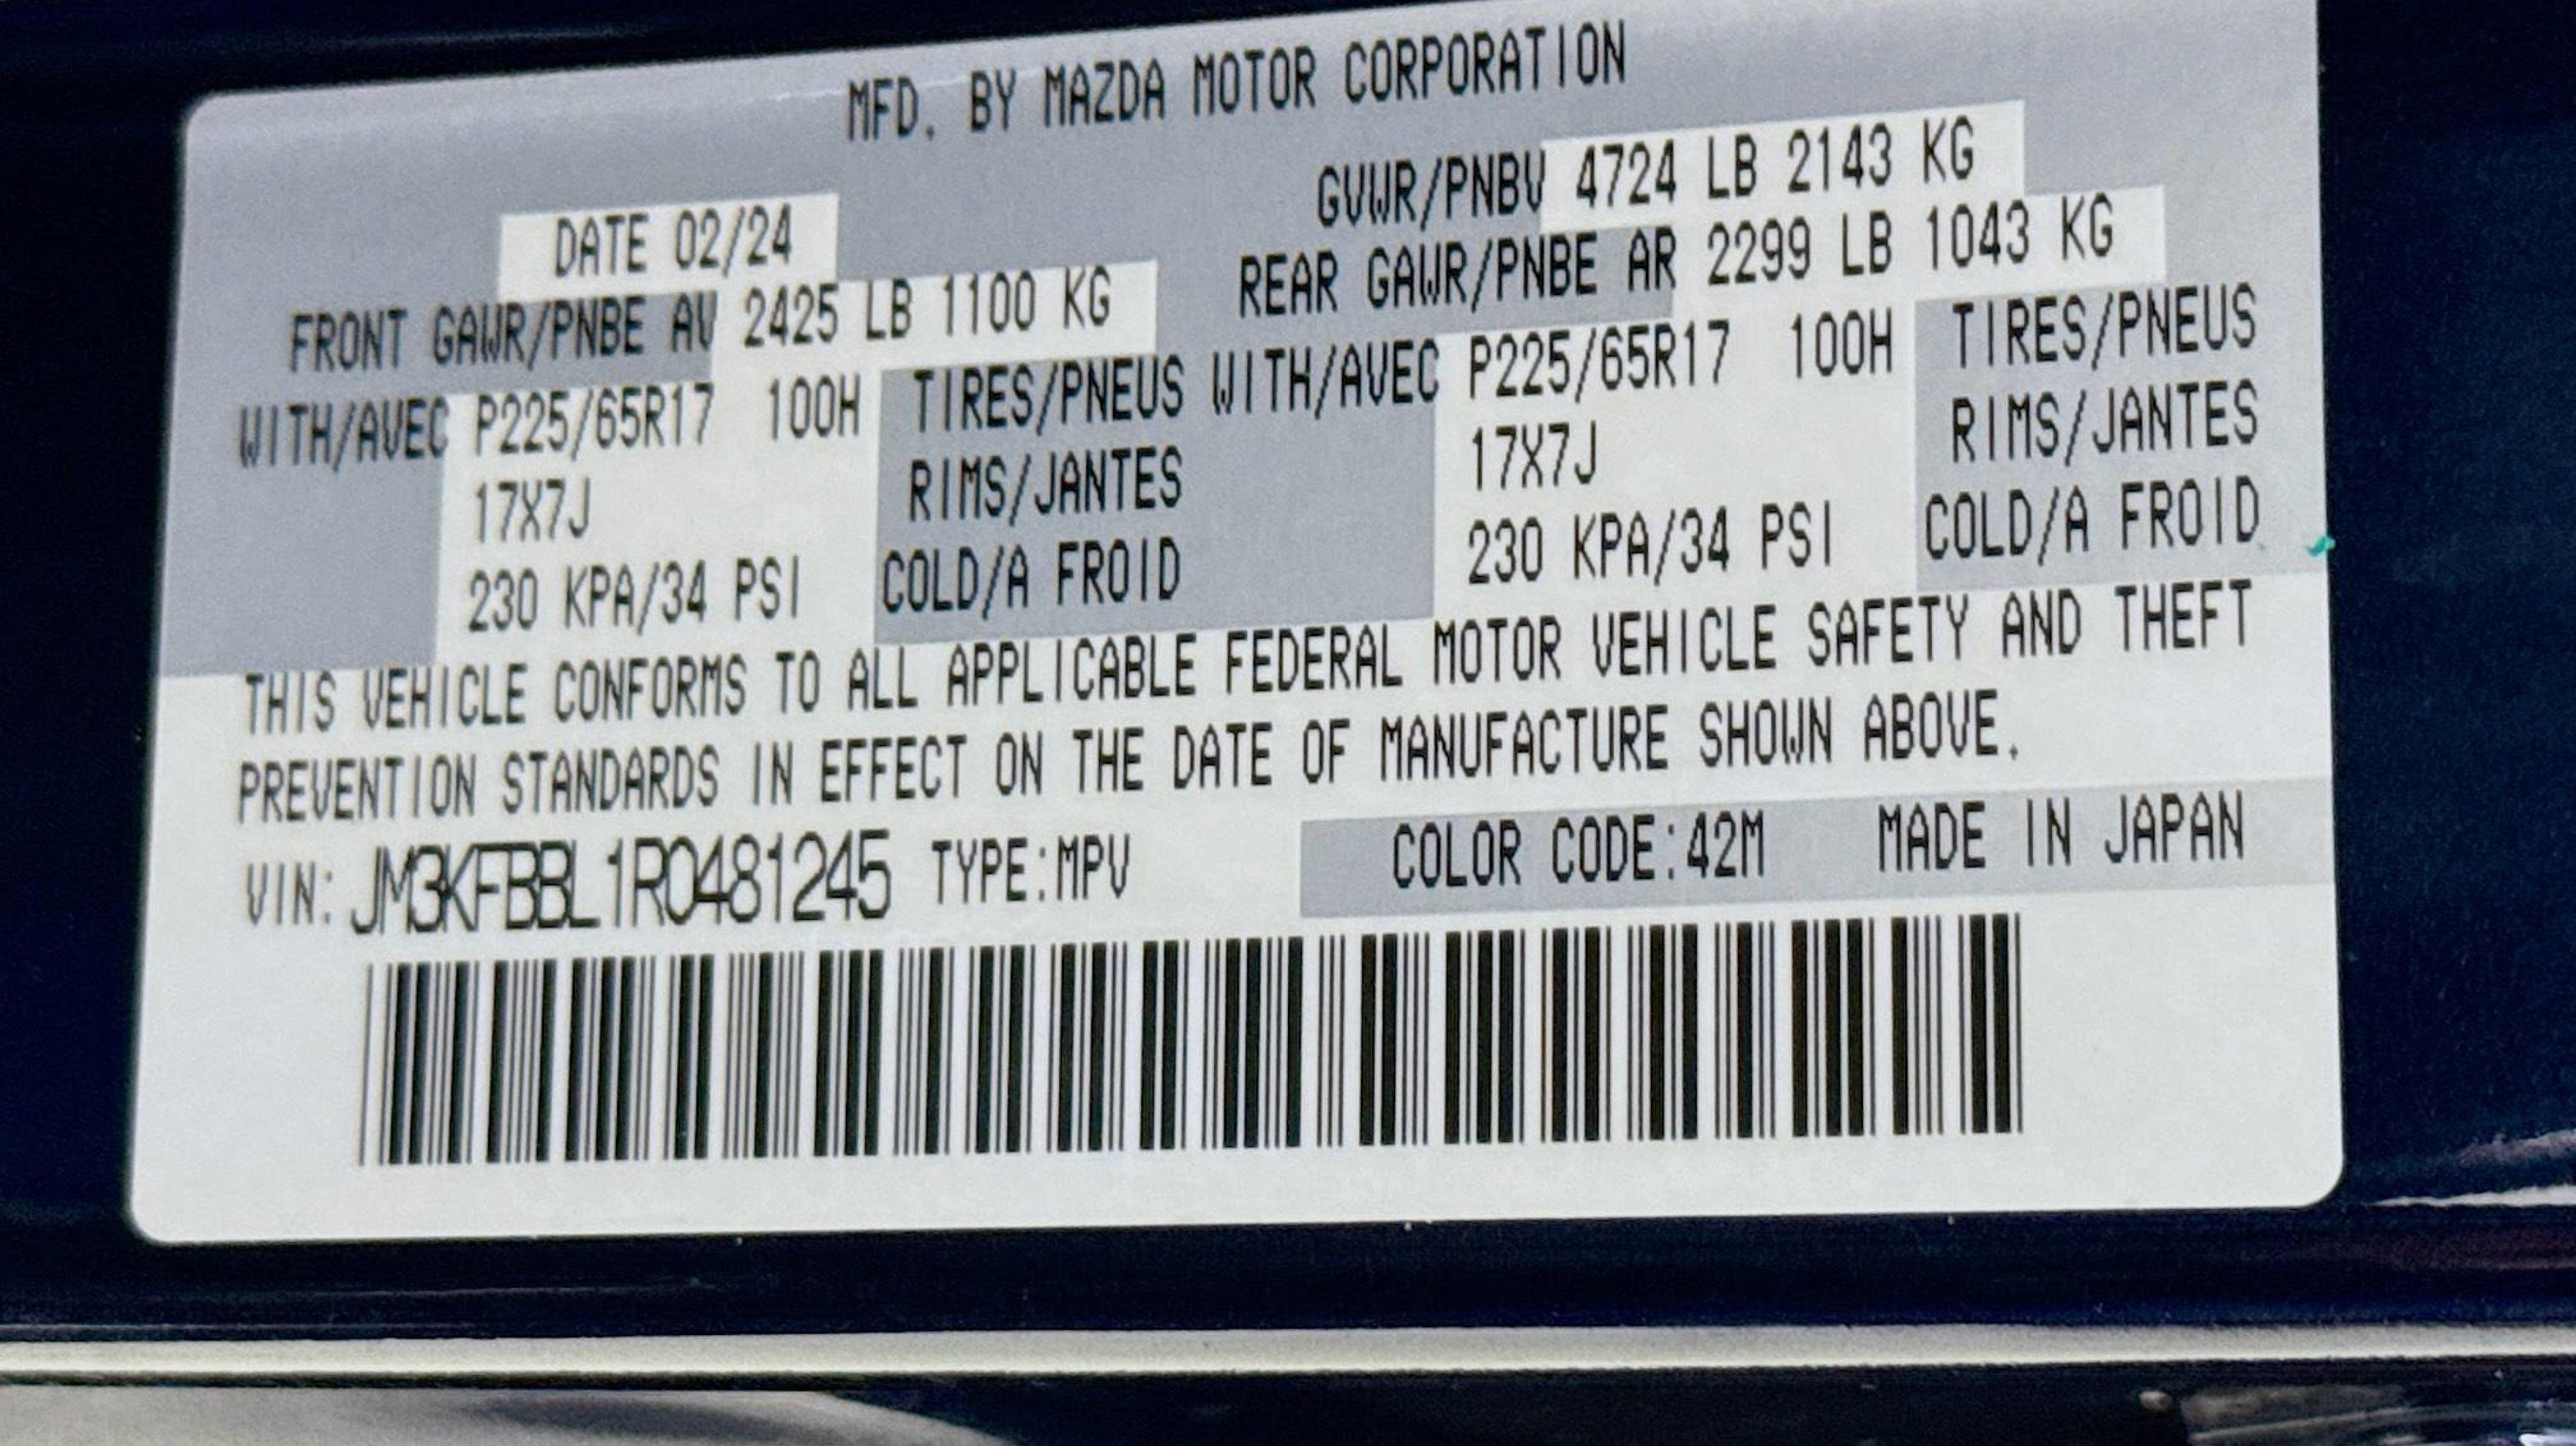 MFD. BY MAZDA MOTOR CORPORATION
GVWR/PNBV 4724 LB 2143 KG
DATE 02/24
REAR GAWR/PNBE AR 2299 LB 1043 KG
FRONT GAWR/PNBE AV 2425 LB 1100 KG
WITH/AVEC P225/65R17 100H TIRES/PNEUS WITH/AVEC P225/65R17 100H TIRES/PNEUS
17X7J RIMS/JANTES 17X7J RIMS/JANTES
230 KPA/34 PSI COLD/A FROID 230 KPA/34 PSI COLD/A FROID
THIS VEHICLE CONFORMS TO ALL APPLICABLE FEDERAL MOTOR VEHICLE SAFETY AND THEFT
PREVENTION STANDARDS IN EFFECT ON THE DATE OF MANUFACTURE SHOWN ABOVE.
VIN: JM3KFBBL1R0481245 TYPE:MPV COLOR CODE:42M MADE IN JAPAN